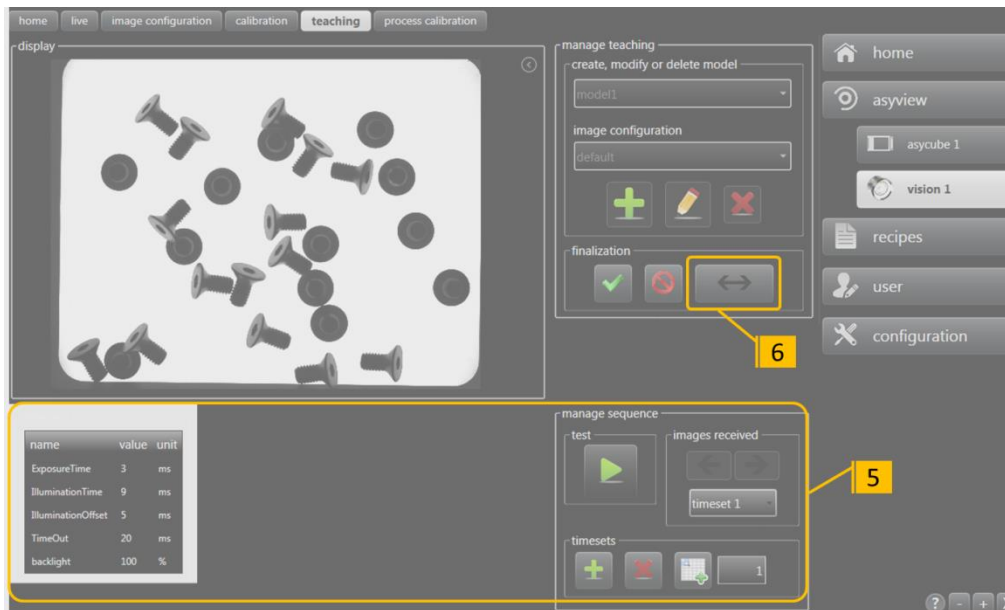 home live image configuration calibration teaching process calibration
display
manage teaching
create, modify or delete model
model1
image configuration
default
finalization
6
home
asyview
asycube 1
vision 1
recipes
user
configuration
name value unit
ExposureTime 3 ms
IlluminationTime 9 ms
IlluminationOffset 5 ms
TimeOut 20 ms
backlight 100 %
manage sequence
test
images received
timeset 1
timesets
1
5
? - +